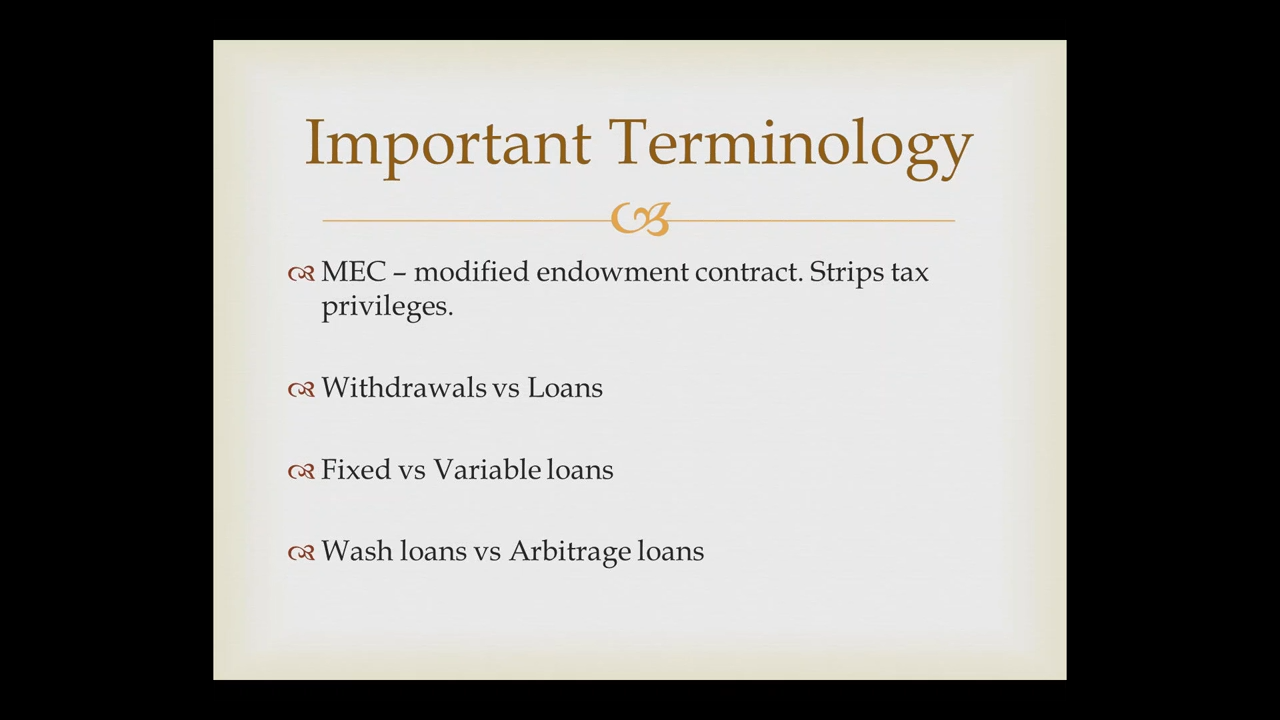 Important Terminology
MEC – modified endowment contract. Strips tax
privileges.
Withdrawals vs Loans
Fixed vs Variable loans
Wash loans vs Arbitrage loans